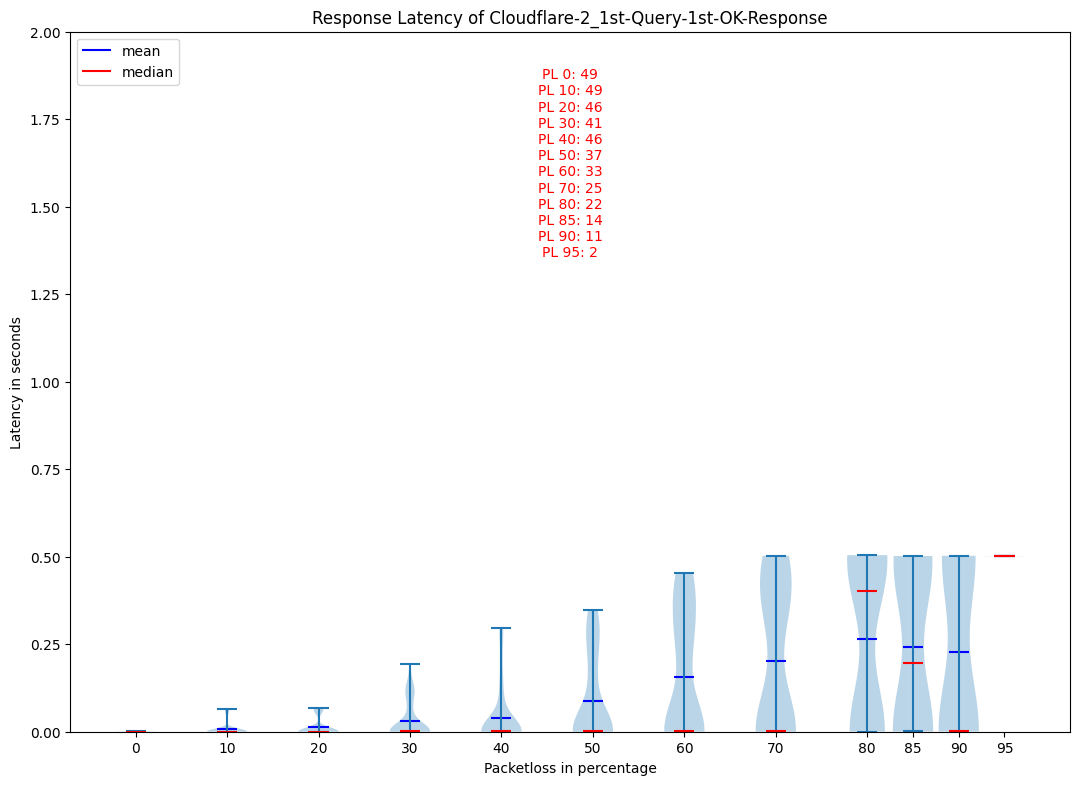 Response Latency of Cloudflare-2_1st-Query-1st-OK-Response
2.00
1.75
1.50
1.25
1.00
0.75
0.50
0.25
0.00
Latency in seconds
mean
median
PL 0: 49
PL 10: 49
PL 20: 46
PL 30: 41
PL 40: 46
PL 50: 37
PL 60: 33
PL 70: 25
PL 80: 22
PL 85: 14
PL 90: 11
PL 95: 2
0 10 20 30 40 50 60 70 80 85 90 95
Packetloss in percentage